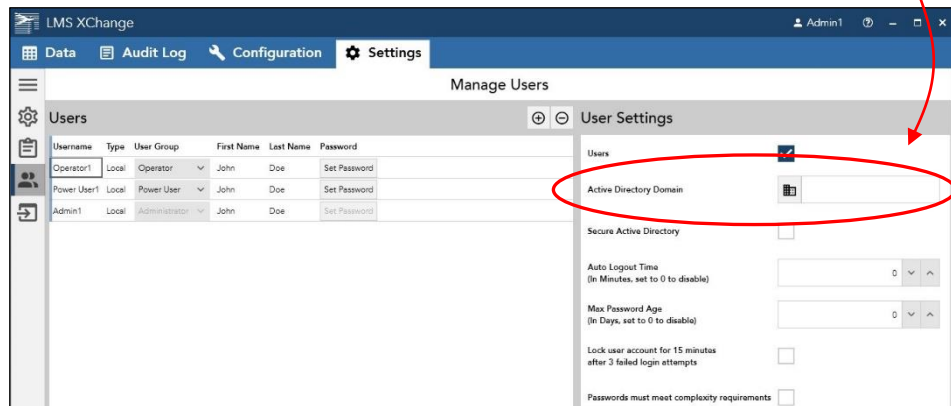 LMS XChange
Admin1
Data Audit Log Configuration Settings
Manage Users
Users
Username Type User Group First Name Last Name Password
Operator1 Local Operator John Doe Set Password
Power User1 Local Power User John Doe Set Password
Admin1 Local Administrator John Doe Set Password
User Settings
Users
Active Directory Domain
Secure Active Directory
Auto Logout Time
(In Minutes, set to 0 to disable)
0
Max Password Age
(In Days, set to 0 to disable)
0
Lock user account for 15 minutes
after 3 failed login attempts
Passwords must meet complexity requirements